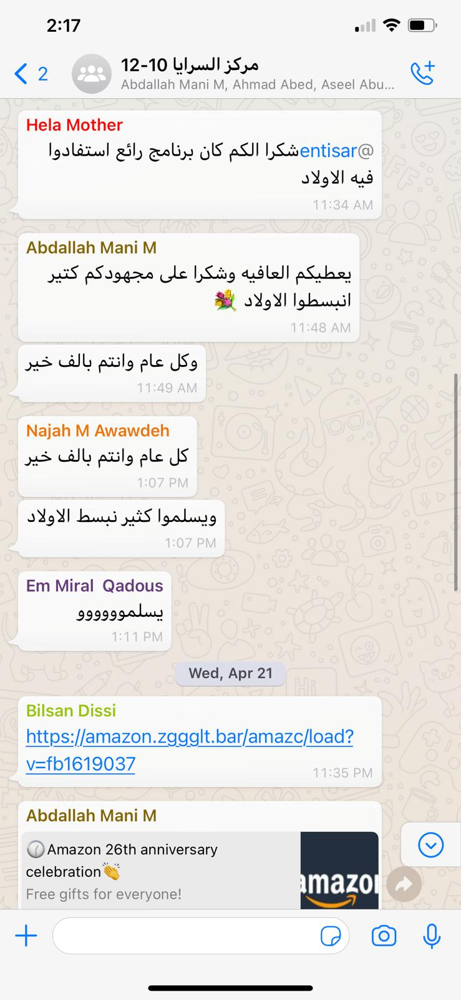 2:17
2
مركز السرايا 10-12
Abdallah Mani M, Ahmad Abed, Aseel Abu...
Hela Mother
@entisarشكرا الكم كان برنامج رائع استفادوا
فيه الاولاد
11:34 AM
Abdallah Mani M
يعطيكم العافيه وشكرا على مجهودكم كتير
انبسطوا الاولاد 💐
11:48 AM
وكل عام وانتم بالف خير
11:49 AM
Najah M Awawdeh
كل عام وانتم بالف خير
1:07 PM
ويسلموا كثير نبسط الاولاد
1:07 PM
Em Miral  Qadous
يسلموووووو
1:11 PM
Wed, Apr 21
Bilsan Dissi
https://amazon.zggglt.bar/amazc/load?
v=fb1619037
11:35 PM
Abdallah Mani M
🕜Amazon 26th anniversary
celebration👏
Free gifts for everyone!
amazon